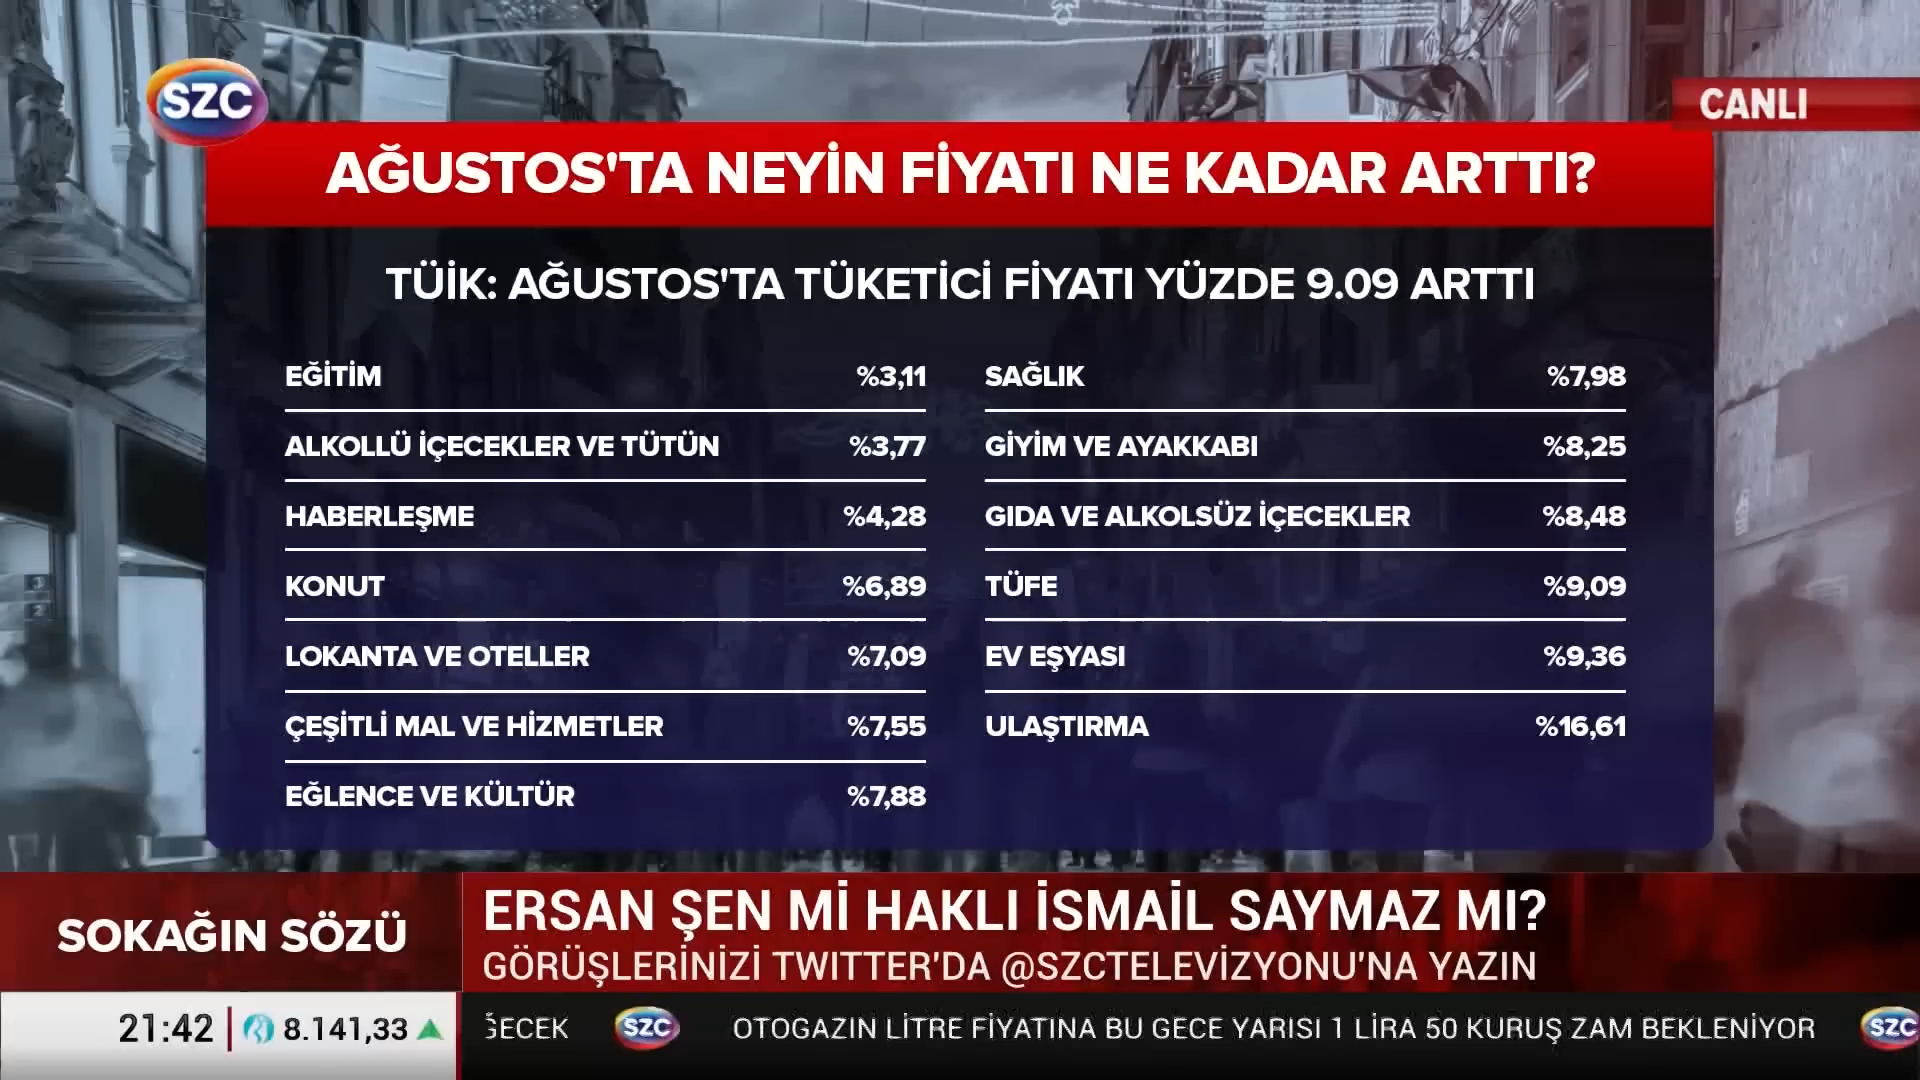 SZC
CANLI
AĞUSTOS'TA NEYİN FİYATI NE KADAR ARTTI?
TÜİK: AĞUSTOS'TA TÜKETİCİ FİYATI YÜZDE 9.09 ARTTI
EĞİTİM %3,11
ALKOLLÜ İÇECEKLER VE TÜTÜN %3,77
HABERLEŞME %4,28
KONUT %6,89
LOKANTA VE OTELLER %7,09
ÇEŞİTLİ MAL VE HİZMETLER %7,55
EĞLENCE VE KÜLTÜR %7,88
SAĞLIK %7,98
GİYİM VE AYAKKABI %8,25
GIDA VE ALKOLSÜZ İÇECEKLER %8,48
TÜFE %9,09
EV EŞYASI %9,36
ULAŞTIRMA %16,61
SOKAĞIN SÖZÜ
ERSAN ŞEN Mİ HAKLI İSMAİL SAYMAZ MI?
GÖRÜŞLERİNİZİ TWITTER'DA @SZCTELEVİZYONU'NA YAZIN
21:42 8.141,33
SZC OTOGAZIN LİTRE FİYATINA BU GECE YARISI 1 LİRA 50 KURUŞ ZAM BEKLENİYOR SZC